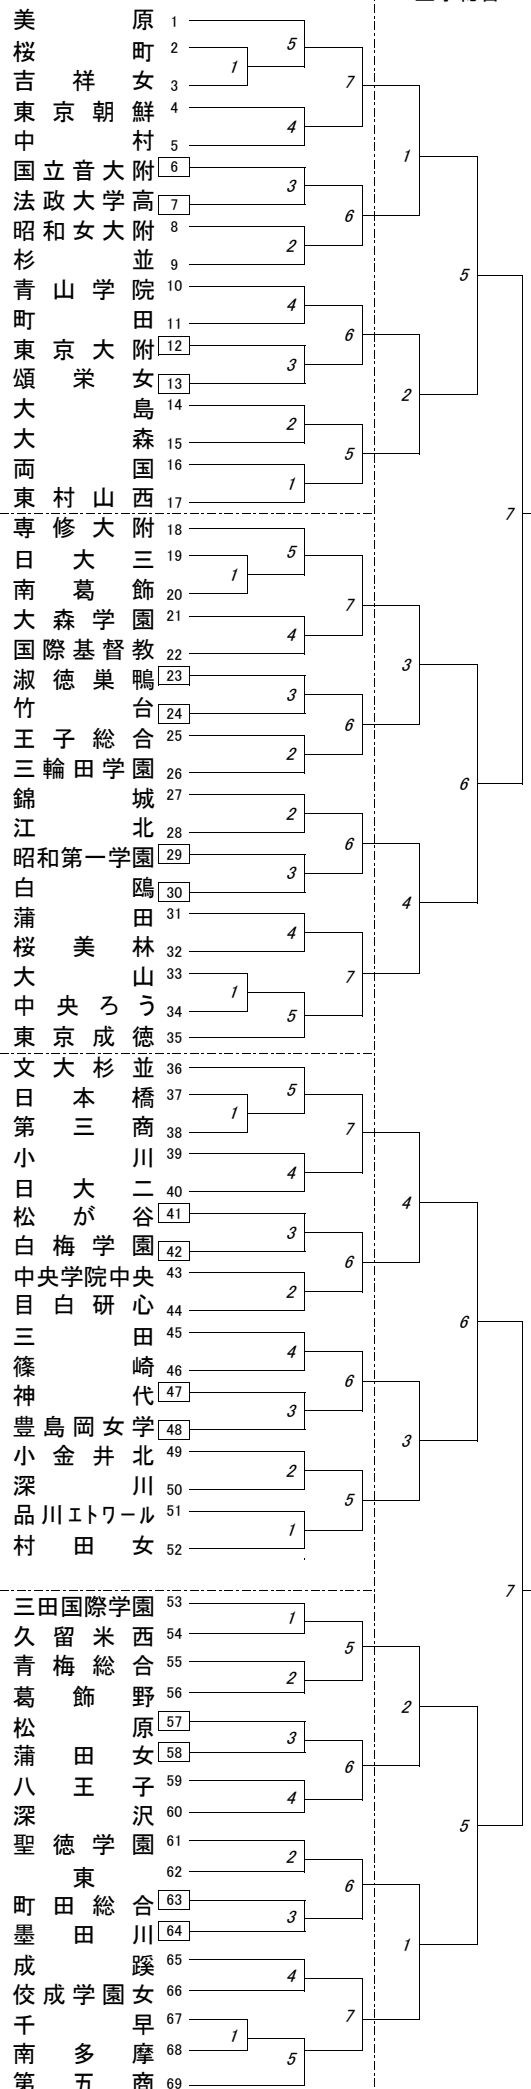 美原 1
桜町 2
吉祥女 3
東京朝鮮 4
中村 5
国立音大附 6
法政大学高 7
昭和女大附 8
杉並 9
青山学院 10
町田 11
東京大附 12
頌栄女 13
大島 14
大森 15
両国 16
東村山西 17
専修大附 18
日大三 19
南葛飾 20
大森学園 21
国際基督教 22
淑徳巣鴨 23
竹台 24
王子総合 25
三輪田学園 26
錦城 27
江北 28
昭和第一学園 29
白鴎 30
蒲田 31
桜美林 32
大山 33
中央ろう 34
東京成徳 35
文大杉並 36
日本橋 37
第三商 38
小川 39
日大二 40
松が谷 41
白梅学園 42
中央学院中央 43
目白研心 44
三田 45
篠崎 46
神代 47
豊島岡女学 48
小金井北 49
深川 50
品川エトワール 51
村田女 52
三田国際学園 53
久留米西 54
青梅総合 55
葛飾野 56
松原 57
蒲田女 58
八王子 59
深沢 60
聖徳学園 61
東 62
町田総合 63
墨田川 64
成蹊 65
佼成学園女 66
千早 67
南多摩 68
第五商 69
1
5
4
3
2
4
3
2
1
1
5
4
3
2
2
3
4
1
5
1
5
4
3
2
4
3
2
1
1
2
3
4
2
3
4
1
5
7
6
6
5
7
6
6
7
7
6
6
5
5
6
6
7
1
2
3
4
4
3
2
1
5
6
6
5
7
7